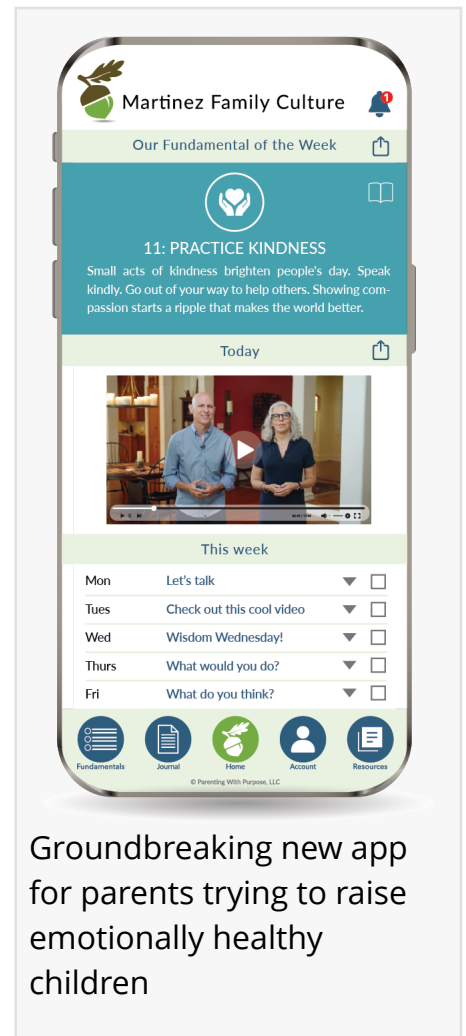 1
Martinez Family Culture
Our Fundamental of the Week
11: PRACTICE KINDNESS
Small acts of kindness brighten people's day. Speak
kindly. Go out of your way to help others. Showing com-
passion starts a ripple that makes the world better.
Today
This week
Mon Let's talk
Tues Check out this cool video
Wed Wisdom Wednesday!
Thurs What would you do?
Fri What do you think?
Fundamentals Journal Home Account Resources
© Parenting With Purpose, LLC
Groundbreaking new app
for parents trying to raise
emotionally healthy
children